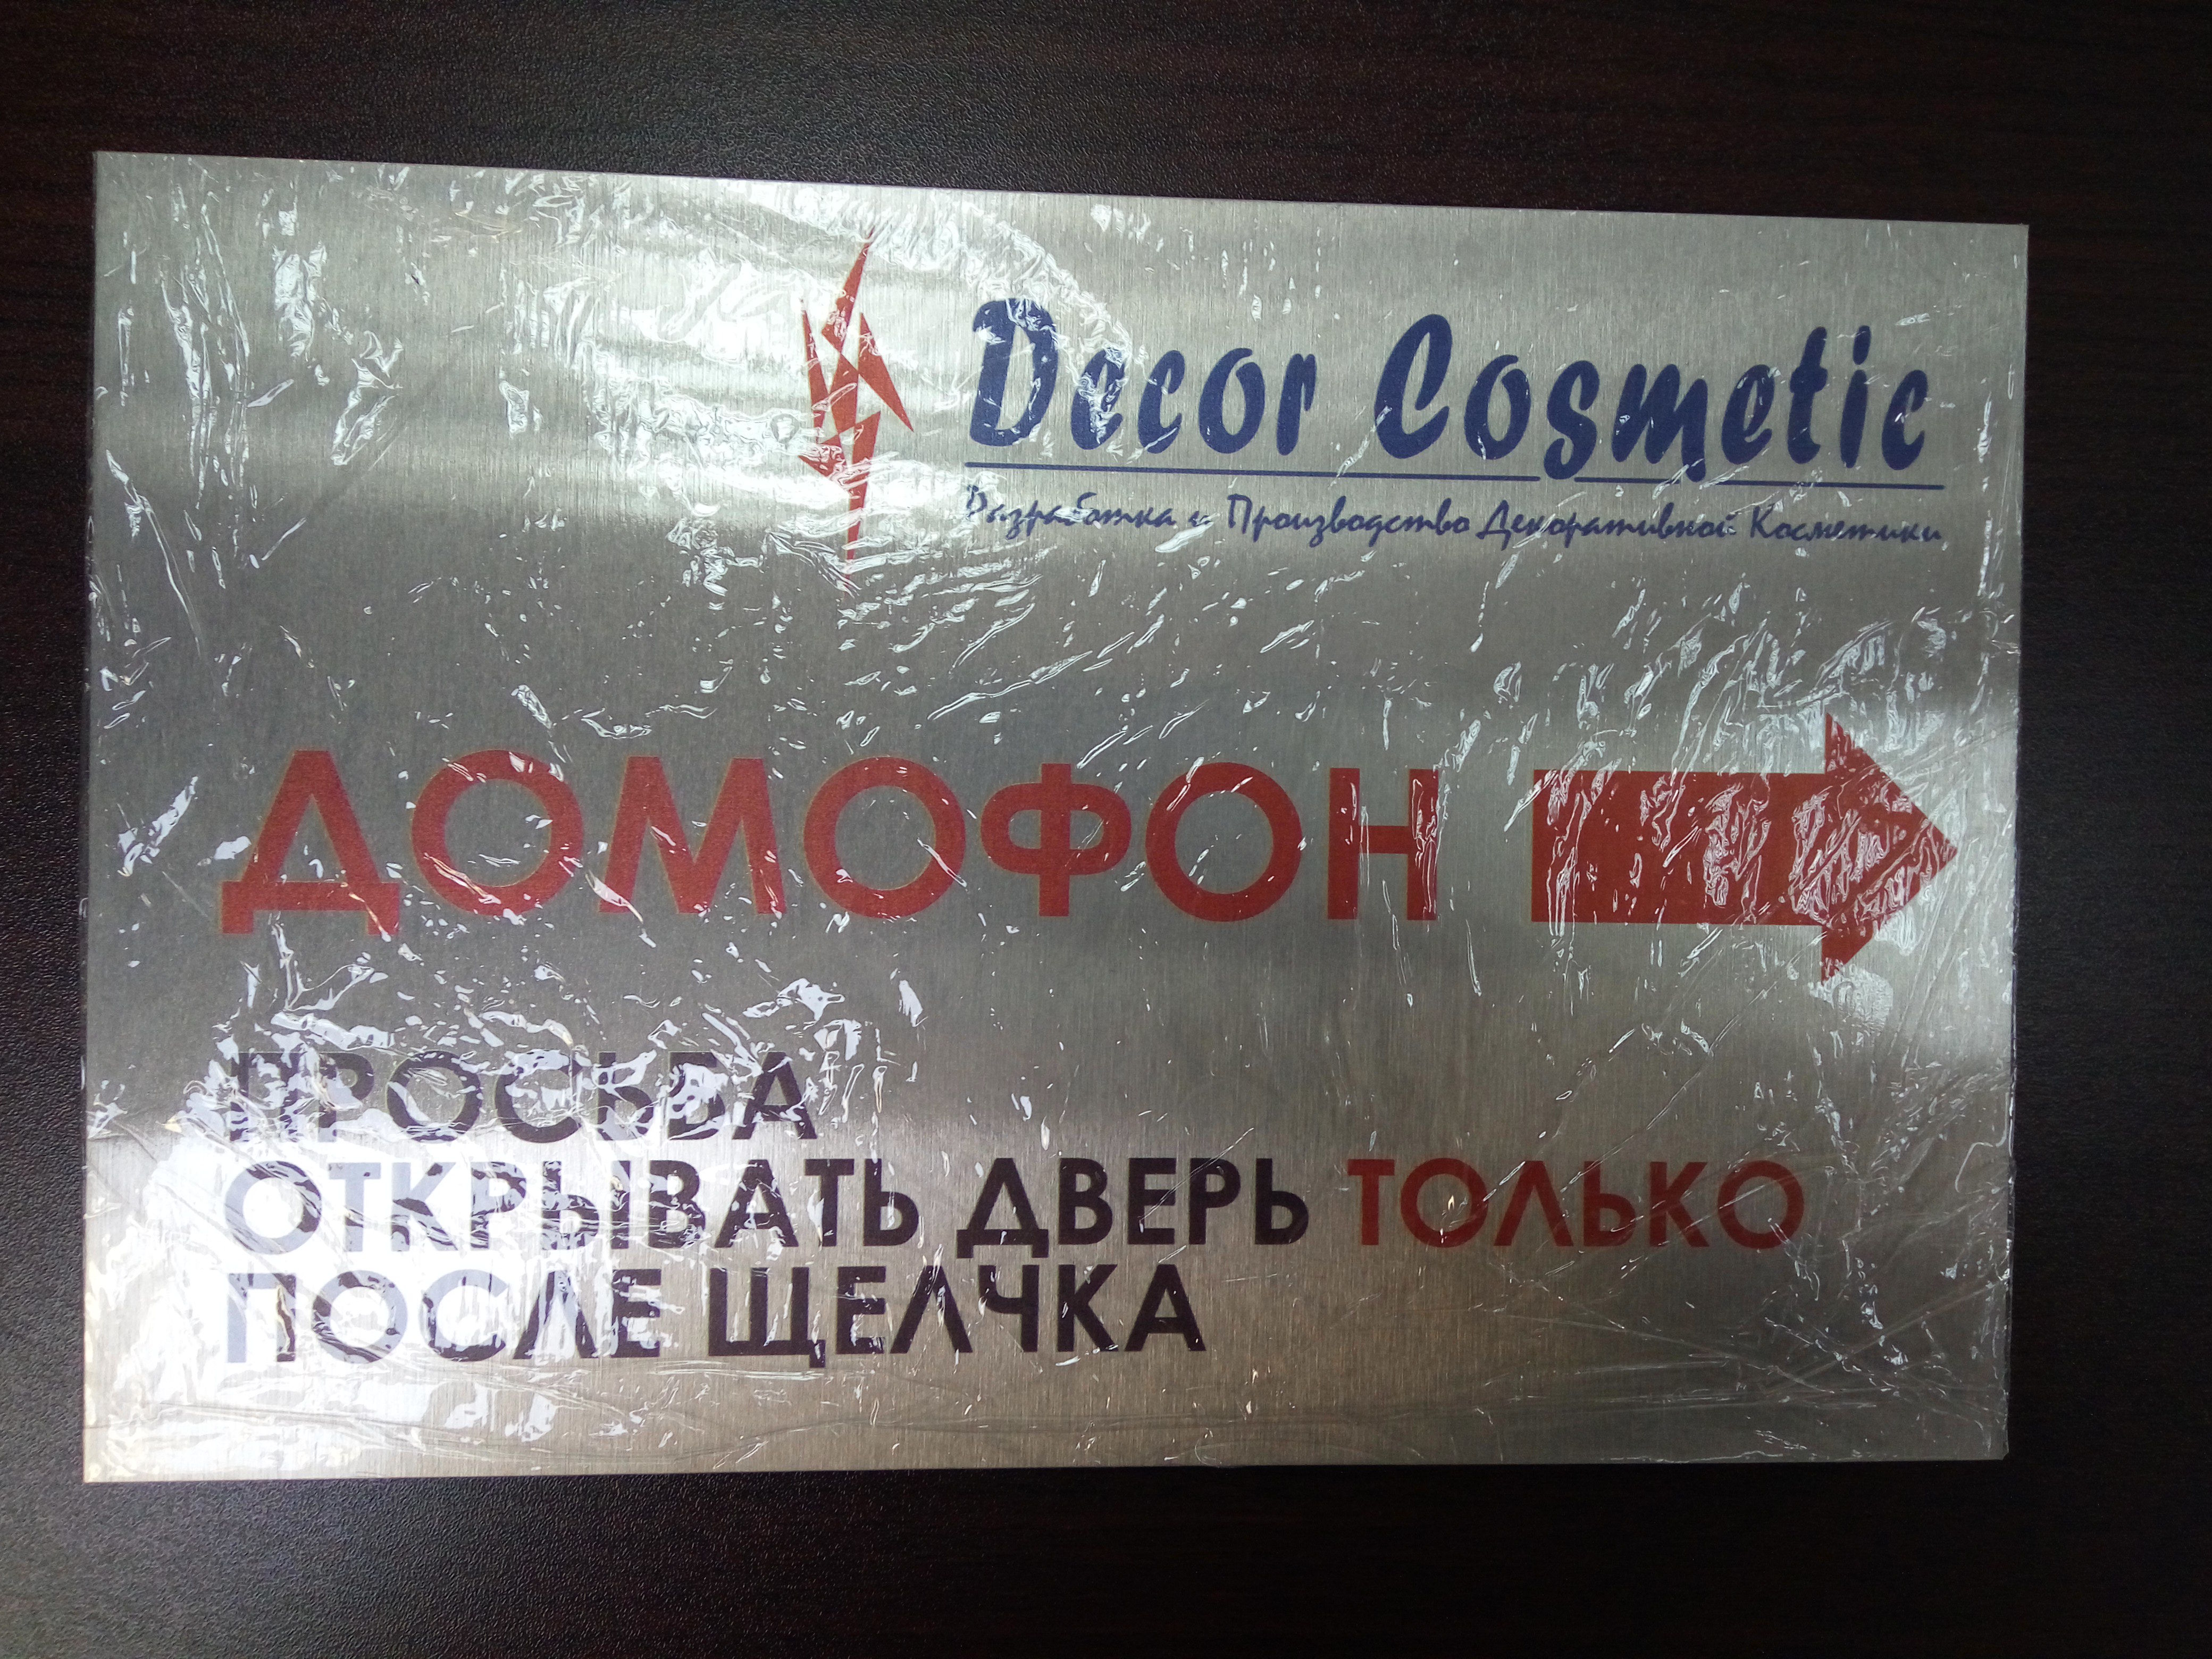 Decor Cosmetic
Разработка и Производство Декоративной Косметики
ДОМОФОН
ПРОСЬБА
ОТКРЫВАТЬ ДВЕРЬ ТОЛЬКО
ПОСЛЕ ЩЕЛЧКА